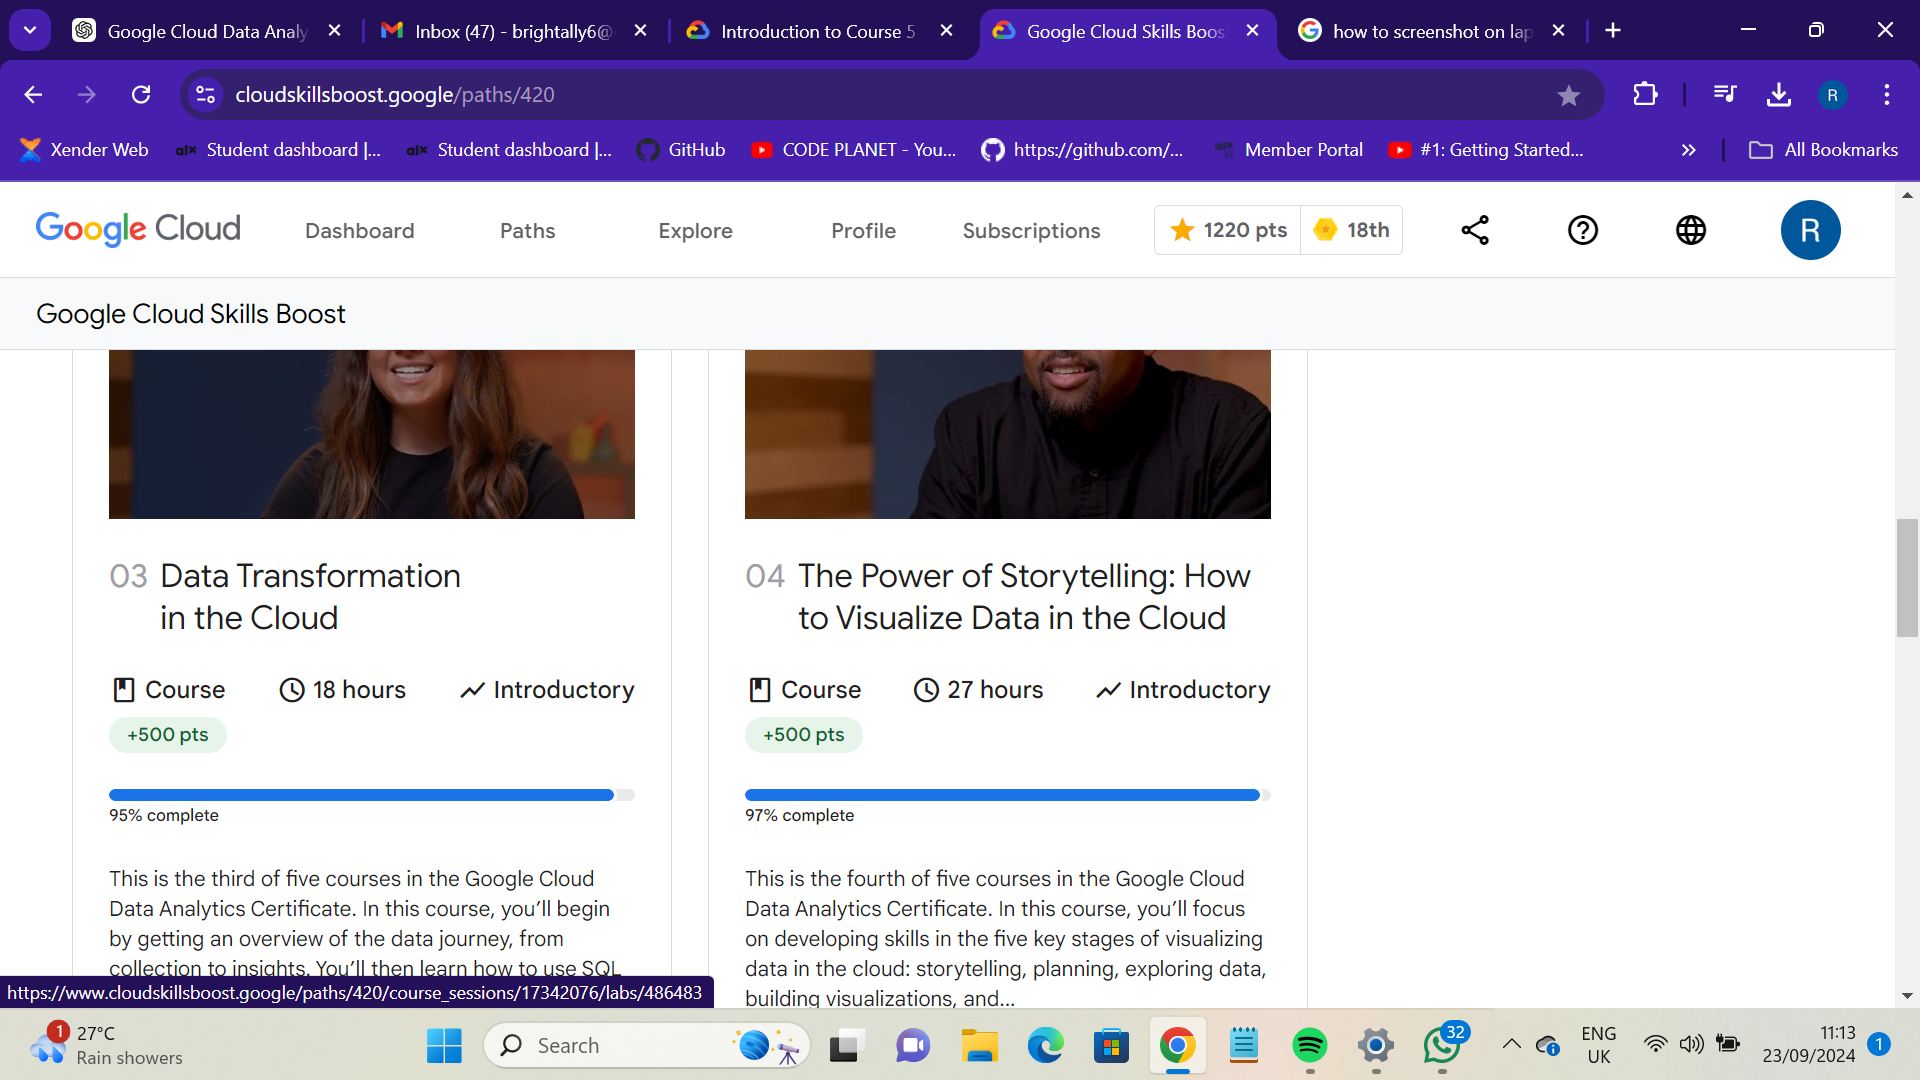 Google Cloud Data Analy
Inbox (47) - brightally6@
Introduction to Course 5
Google Cloud Skills Boos
how to screenshot on lap
cloudskillsboost.google/paths/420
R
Xender Web
Student dashboard |...
Student dashboard |...
GitHub
CODE PLANET - You...
https://github.com/...
Member Portal
#1: Getting Started...
All Bookmarks
Google Cloud
Dashboard
Paths
Explore
Profile
Subscriptions
1220 pts
18th
R
Google Cloud Skills Boost
03 Data Transformation
in the Cloud
Course
18 hours
Introductory
+500 pts
95% complete
This is the third of five courses in the Google Cloud
Data Analytics Certificate. In this course, you’ll begin
by getting an overview of the data journey, from
collection to insights. You’ll then learn how to use SQL
04 The Power of Storytelling: How
to Visualize Data in the Cloud
Course
27 hours
Introductory
+500 pts
97% complete
This is the fourth of five courses in the Google Cloud
Data Analytics Certificate. In this course, you’ll focus
on developing skills in the five key stages of visualizing
data in the cloud: storytelling, planning, exploring data,
building visualizations, and...
https://www.cloudskillsboost.google/paths/420/course_sessions/17342076/labs/486483
1
27°C
Rain showers
Search
32
ENG
UK
11:13
23/09/2024
1